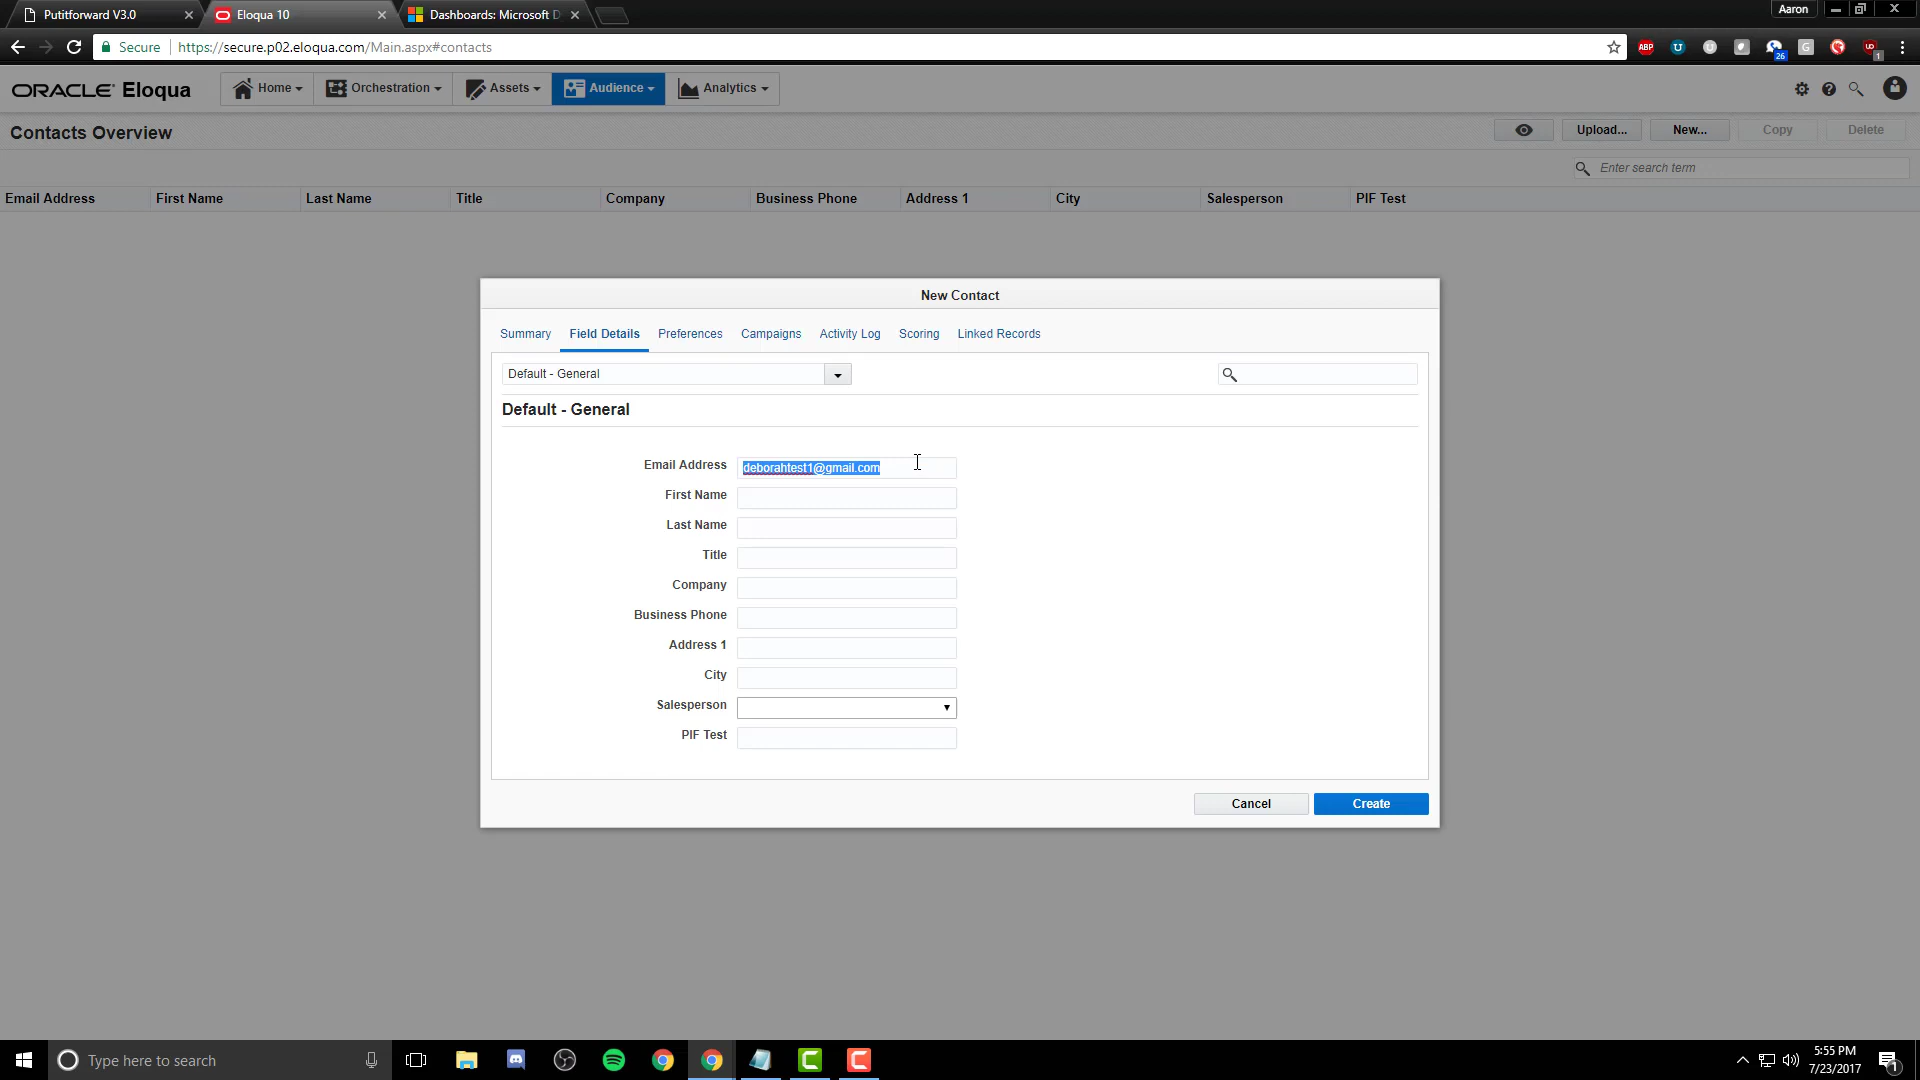 Putitforward V3.0
Eloqua 10
Dashboards: Microsoft D
Aaron
Secure
https://secure.p02.eloqua.com/Main.aspx#contacts
ABP
26
G
1
ORACLE Eloqua
Home
Orchestration
Assets
Audience
Analytics
Contacts Overview
Upload...
New...
Copy
Delete
Enter search term
Email Address
First Name
Last Name
Title
Company
Business Phone
Address 1
City
Salesperson
PIF Test
New Contact
Summary
Field Details
Preferences
Campaigns
Activity Log
Scoring
Linked Records
Default - General
Default - General
Email Address
deborahtest1@gmail.com
First Name
Last Name
Title
Company
Business Phone
Address 1
City
Salesperson
PIF Test
Cancel
Create
Type here to search
5:55 PM
7/23/2017
1